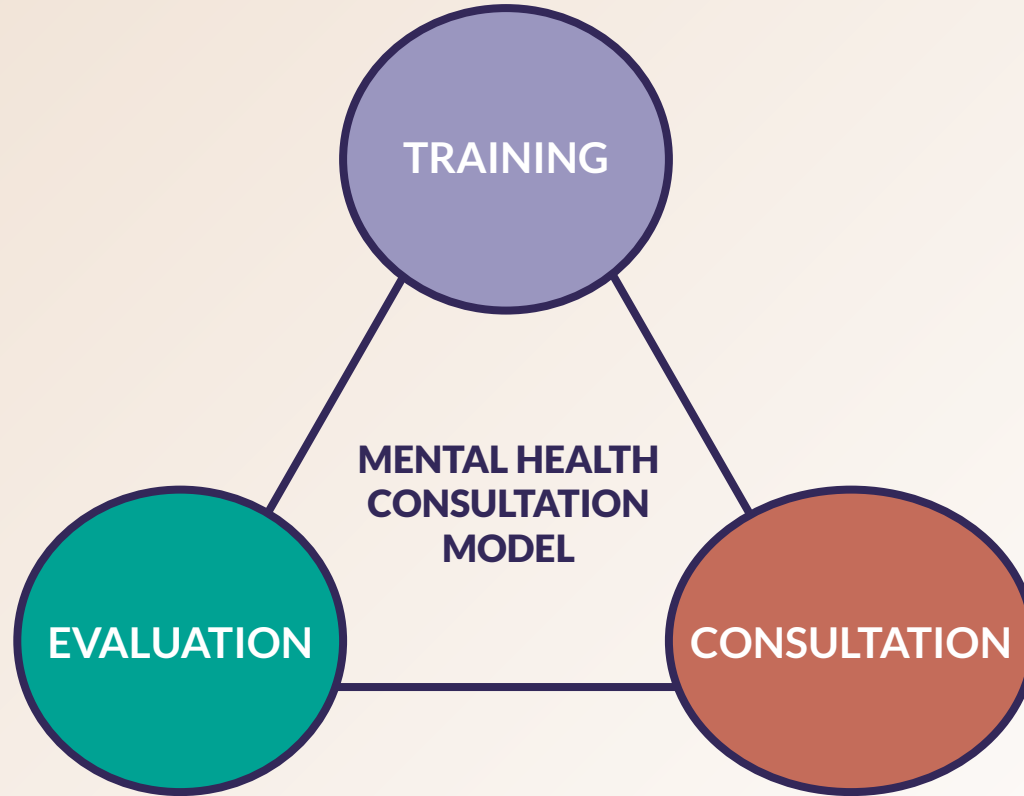 TRAINING
MENTAL HEALTH
CONSULTATION
MODEL
EVALUATION
CONSULTATION